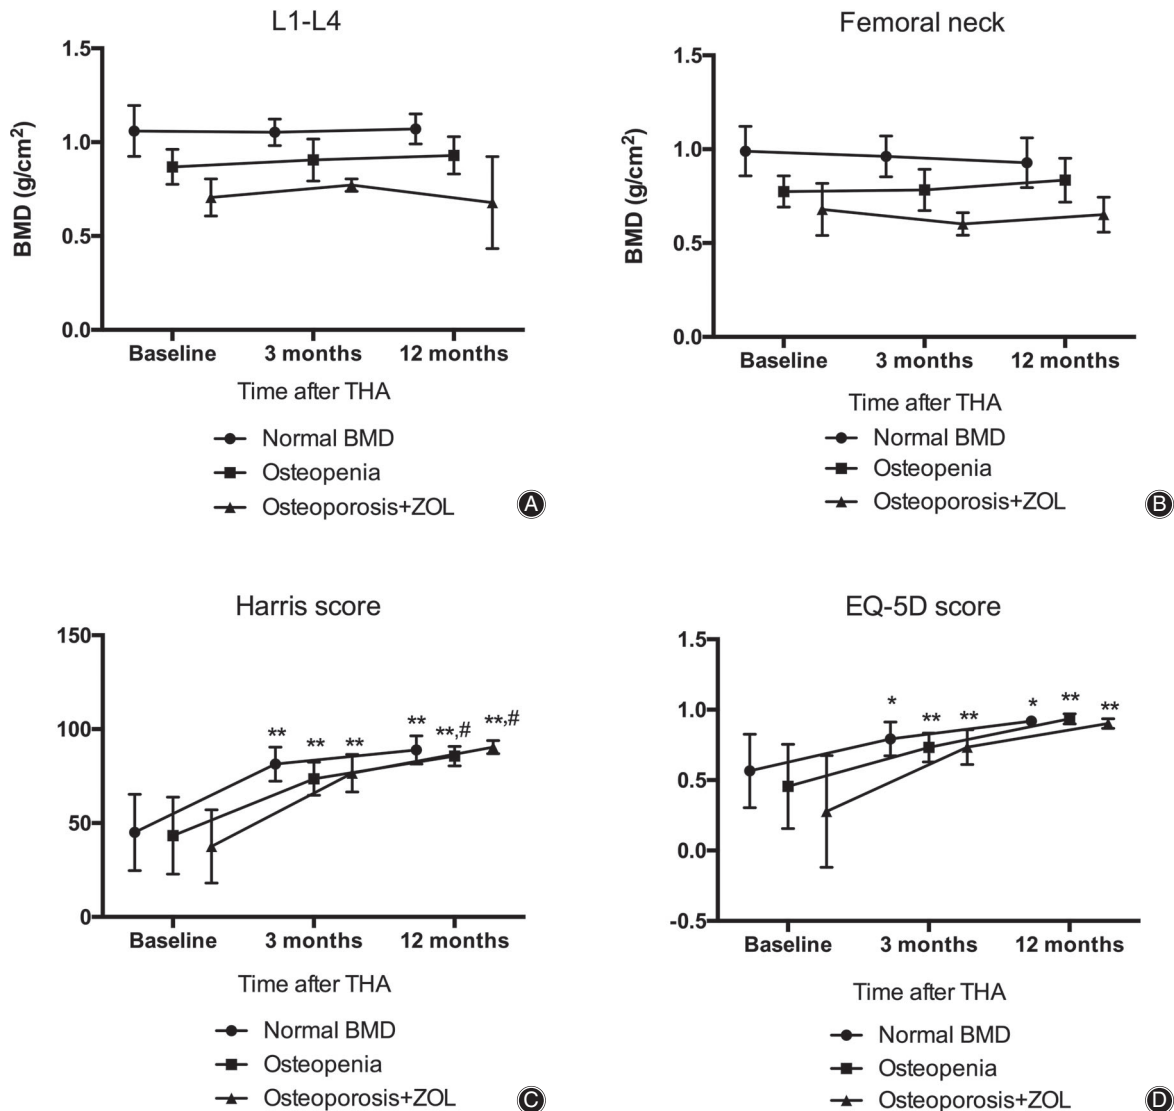 L1-L4
BMD (g/cm2)
1.5
1.0
0.5
0.0
Baseline 3 months 12 months
Time after THA
Normal BMD
Osteopenia
Osteoporosis+ZOL
A
Femoral neck
BMD (g/cm2)
1.5
1.0
0.5
0.0
Baseline 3 months 12 months
Time after THA
Normal BMD
Osteopenia
Osteoporosis+ZOL
B
Harris score
150
100
50
0
** ** **
** **,# **,#
Baseline 3 months 12 months
Time after THA
Normal BMD
Osteopenia
Osteoporosis+ZOL
C
EQ-5D score
1.5
1.0
0.5
0.0
-0.5
* ** **
* ** **
Baseline 3 months 12 months
Time after THA
Normal BMD
Osteopenia
Osteoporosis+ZOL
D